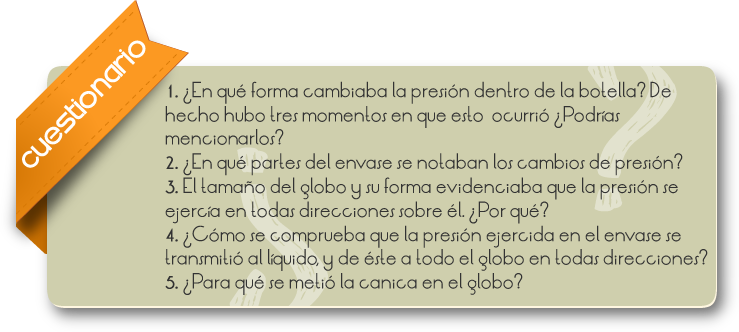 cuestionario
1. ¿En qué forma cambiaba la presión dentro de la botella? De
hecho hubo tres momentos en que esto ocurrió ¿Podrías
mencionarlos?
2. ¿En qué partes del envase se notaban los cambios de presión?
3. El tamaño del globo y su forma evidenciaba que la presión se
ejercía en todas direcciones sobre él. ¿Por qué?
4. ¿Cómo se comprueba que la presión ejercida en el envase se
transmitió al líquido, y de éste a todo el globo en todas direcciones?
5. ¿Para qué se metió la canica en el globo?